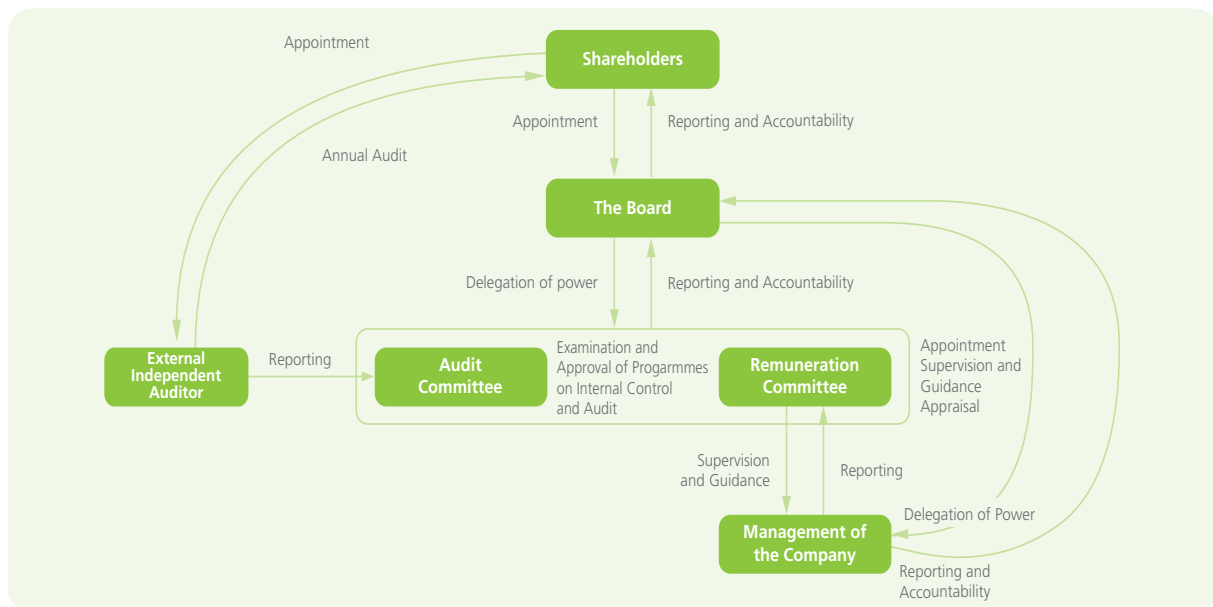 Appointment
Shareholders
Appointment
Reporting and Accountability
Annual Audit
The Board
Delegation of power
Reporting and Accountability
External
Independent
Auditor
Reporting
Audit
Committee
Examination and
Approval of Progarmmes
on Internal Control
and Audit
Remuneration
Committee
Appointment
Supervision and
Guidance
Appraisal
Supervision
and Guidance
Reporting
Delegation of Power
Management of
the Company
Reporting and
Accountability